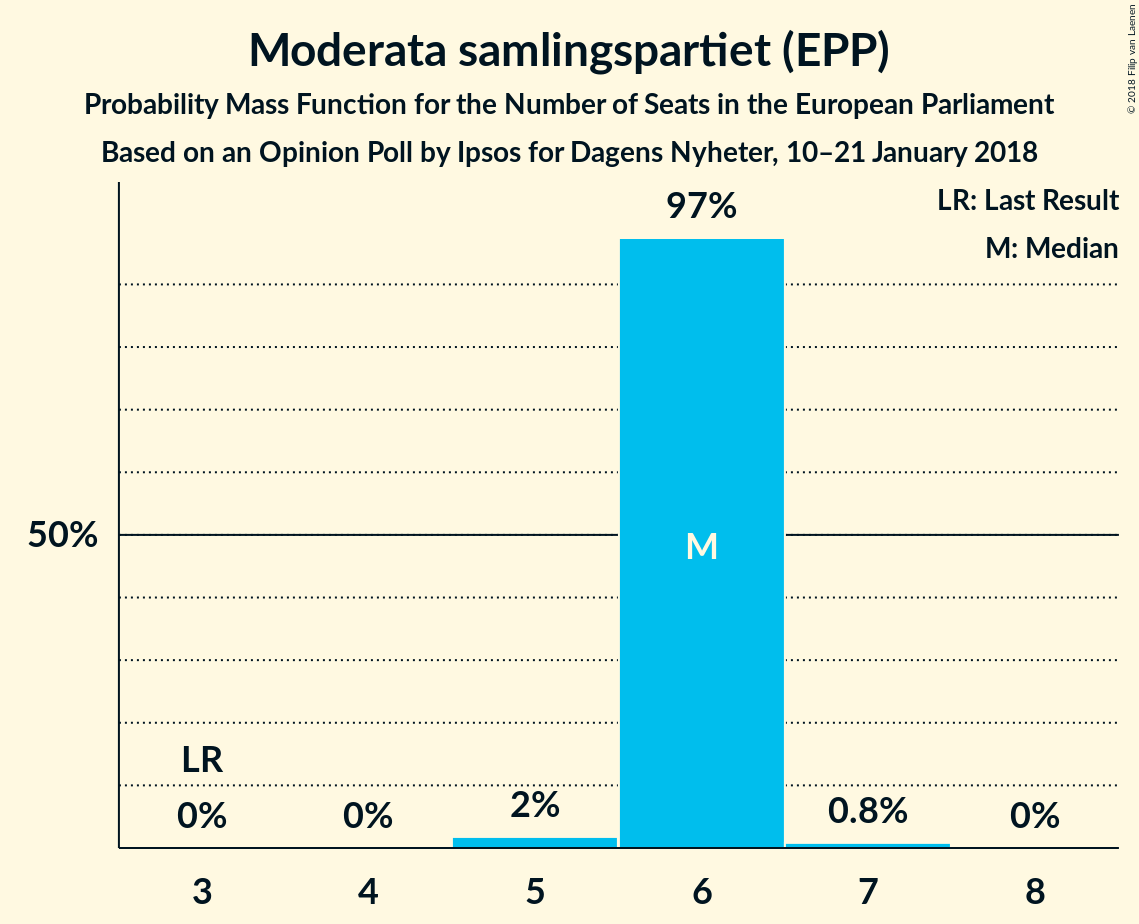 Moderata samlingspartiet (EPP)
Probability Mass Function for the Number of Seats in the European Parliament
Based on an Opinion Poll by Ipsos for Dagens Nyheter, 10–21 January 2018
© 2018 Filip van Laenen
LR: Last Result
M: Median
97%
50%
M
LR
0%
0%
2%
0.8%
0%
3
4
5
6
7
8